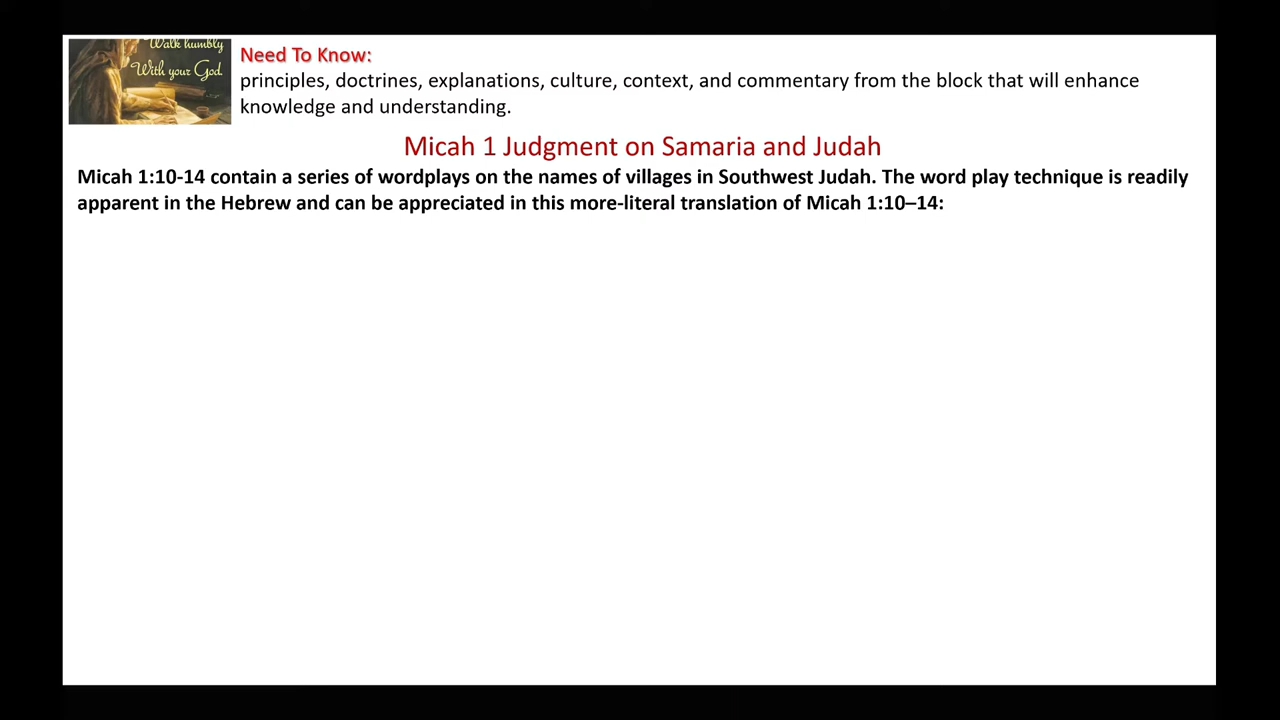 Walk humbly
With your God.
Need To Know:
principles, doctrines, explanations, culture, context, and commentary from the block that will enhance
knowledge and understanding.
Micah 1 Judgment on Samaria and Judah
Micah 1:10-14 contain a series of wordplays on the names of villages in Southwest Judah. The word play technique is readily
apparent in the Hebrew and can be appreciated in this more-literal translation of Micah 1:10–14: